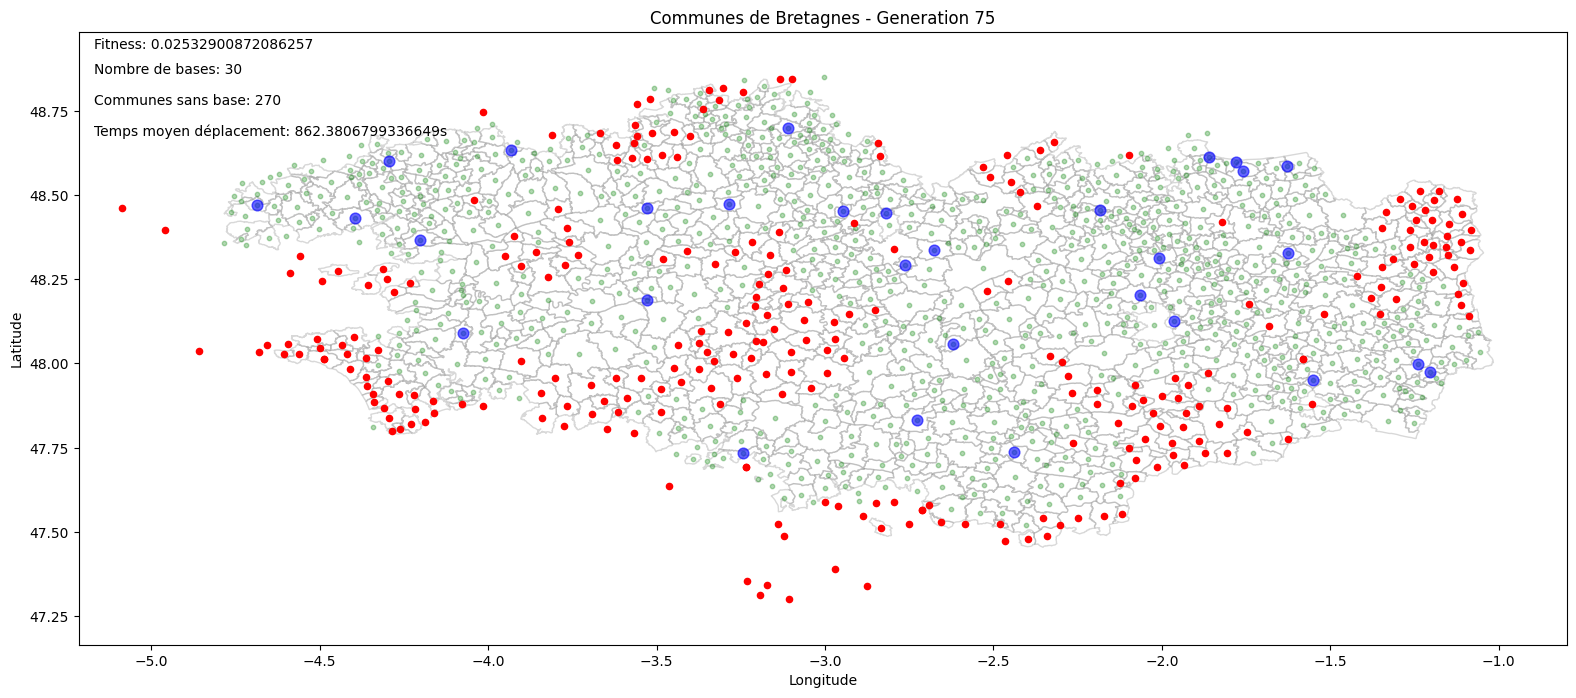 Communes de Bretagnes - Generation 75
Fitness: 0.02532900872086257
Nombre de bases: 30
Communes sans base: 270
Temps moyen déplacement: 862.3806799336649s
Latitude
48.75
48.50
48.25
48.00
47.75
47.50
47.25
−5.0 −4.5 −4.0 −3.5 −3.0 −2.5 −2.0 −1.5 −1.0
Longitude